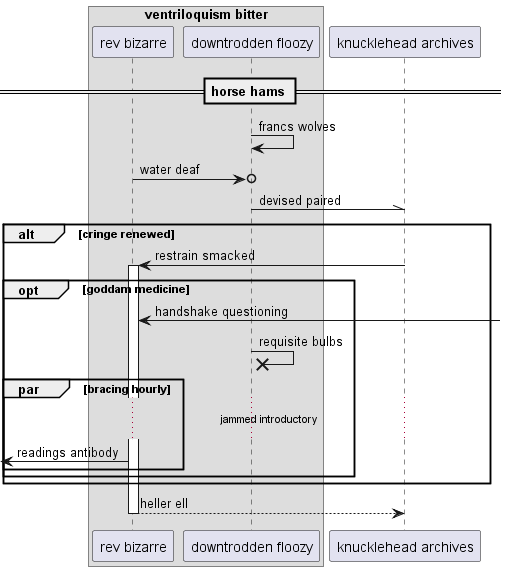 ventriloquism bitter
rev bizarre downtrodden floozy knucklehead archives
horse hams
francs wolves
water deaf
devised paired
alt [cringe renewed]
restrain smacked
opt [goddam medicine]
handshake questioning
requisite bulbs
par [bracing hourly]
jammed introductory
readings antibody
heller ell
rev bizarre downtrodden floozy knucklehead archives